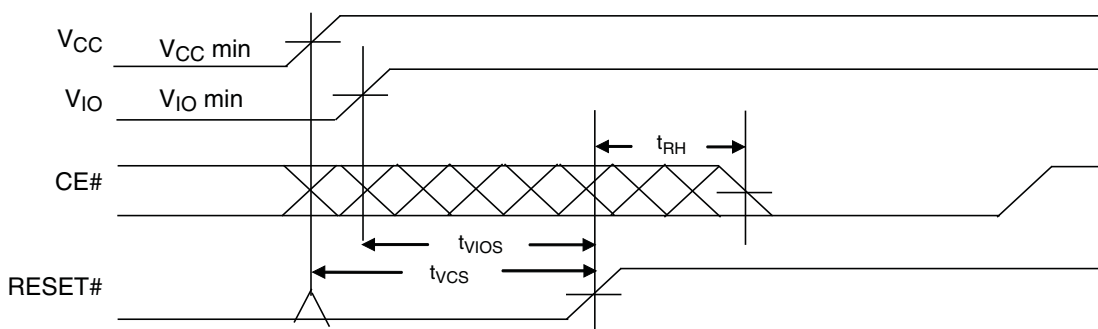 VCC VCC min
VIO VIO min
tRH
CE#
tVIOS
tVCS
RESET#